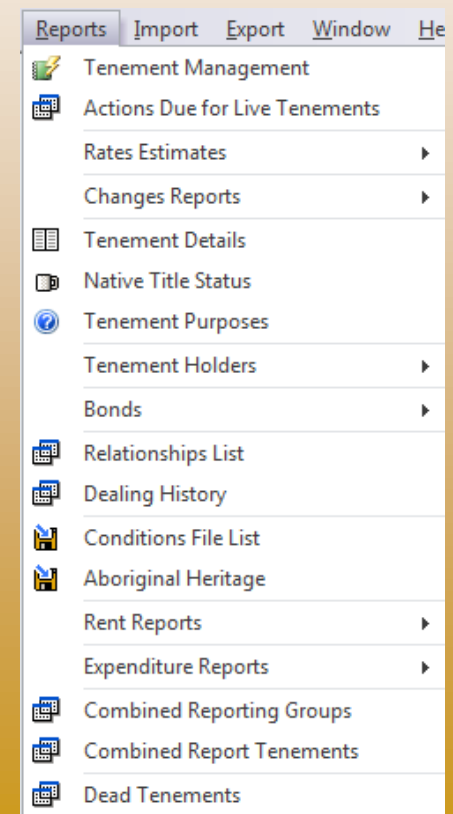 Reports Import Export Window He
Tenement Management
Actions Due for Live Tenements
Rates Estimates
Changes Reports
Tenement Details
Native Title Status
Tenement Purposes
Tenement Holders
Bonds
Relationships List
Dealing History
Conditions File List
Aboriginal Heritage
Rent Reports
Expenditure Reports
Combined Reporting Groups
Combined Report Tenements
Dead Tenements